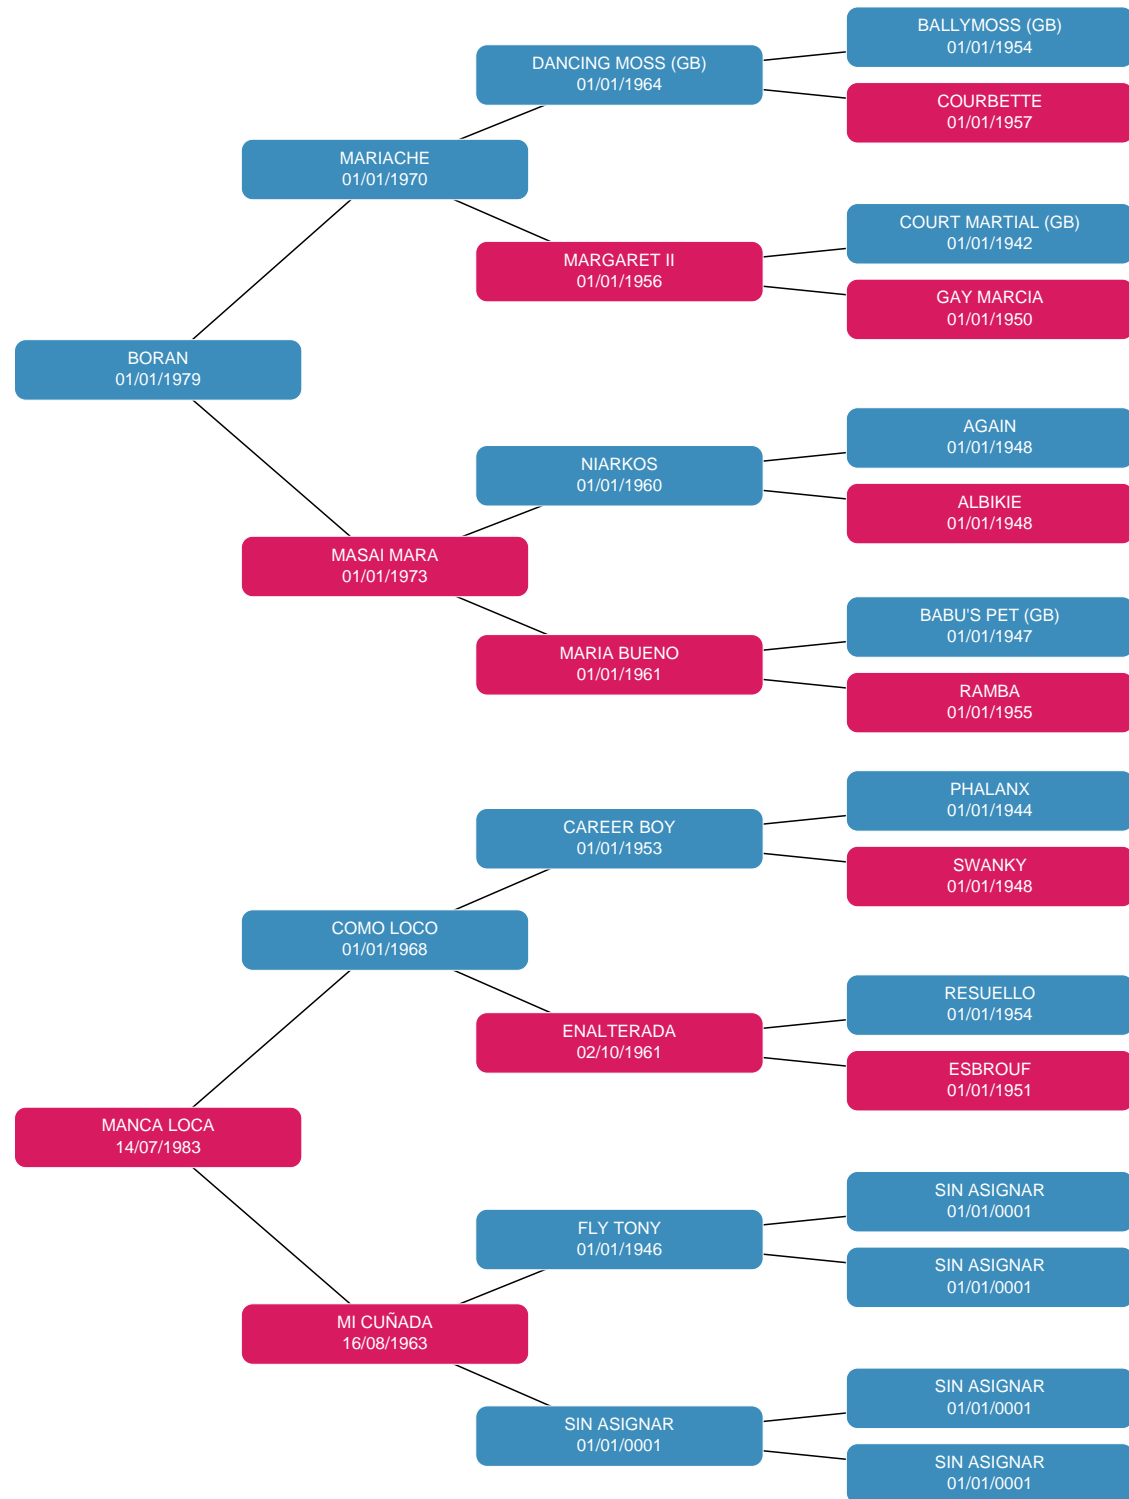 BALLYMOSS (GB)
01/01/1954
DANCING MOSS (GB)
01/01/1964
COURBETTE
01/01/1957
MARIACHE
01/01/1970
COURT MARTIAL (GB)
01/01/1942
MARGARET II
01/01/1956
GAY MARCIA
01/01/1950
BORAN
01/01/1979
AGAIN
01/01/1948
NIARKOS
01/01/1960
ALBIKIE
01/01/1948
MASAI MARA
01/01/1973
BABU'S PET (GB)
01/01/1947
MARIA BUENO
01/01/1961
RAMBA
01/01/1955
PHALANX
01/01/1944
CAREER BOY
01/01/1953
SWANKY
01/01/1948
COMO LOCO
01/01/1968
RESUELLO
01/01/1954
ENALTERADA
02/10/1961
ESBROUF
01/01/1951
MANCA LOCA
14/07/1983
SIN ASIGNAR
01/01/0001
FLY TONY
01/01/1946
SIN ASIGNAR
01/01/0001
MI CUÑADA
16/08/1963
SIN ASIGNAR
01/01/0001
SIN ASIGNAR
01/01/0001
SIN ASIGNAR
01/01/0001